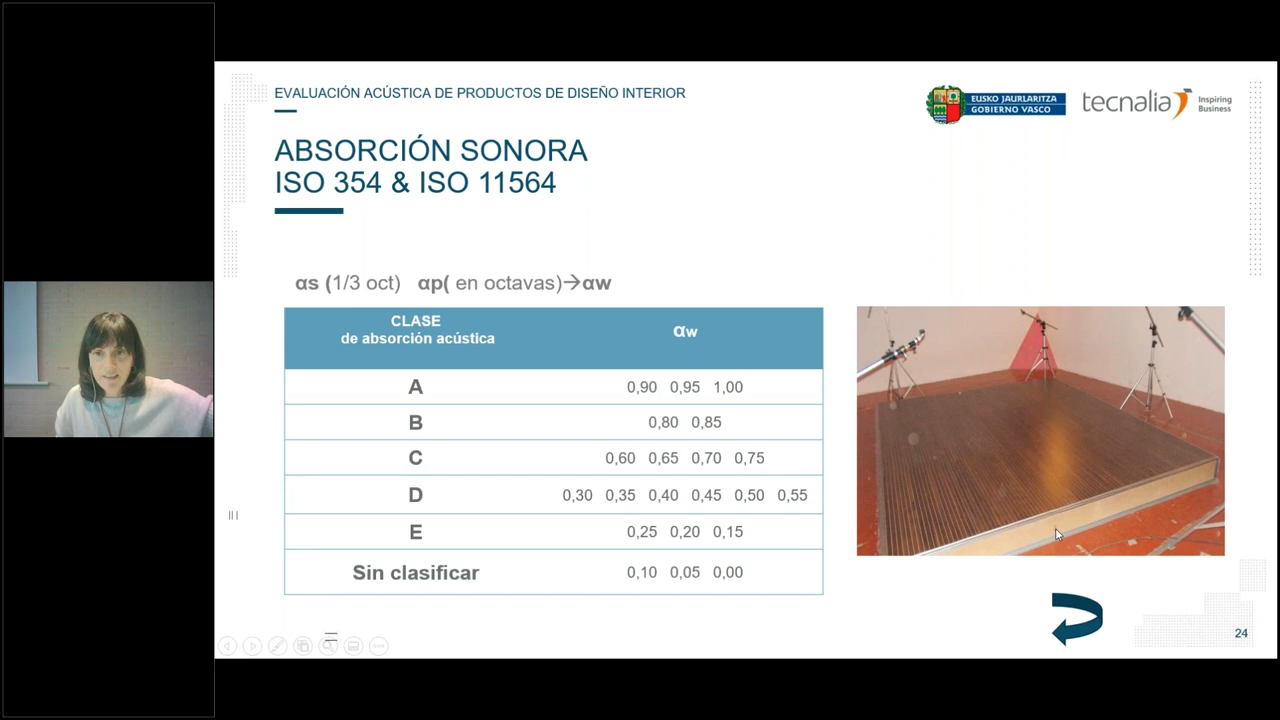 EVALUACIÓN ACÚSTICA DE PRODUCTOS DE DISEÑO INTERIOR
EUSKO JAURLARITZA
GOBIERNO VASCO
tecnalia
Inspiring
Business
ABSORCIÓN SONORA
ISO 354 & ISO 11564
αs (1/3 oct) αp( en octavas)→αw
CLASE
de absorción acústica
αw
A 0,90 0,95 1,00
B 0,80 0,85
C 0,60 0,65 0,70 0,75
D 0,30 0,35 0,40 0,45 0,50 0,55
E 0,25 0,20 0,15
Sin clasificar 0,10 0,05 0,00
24